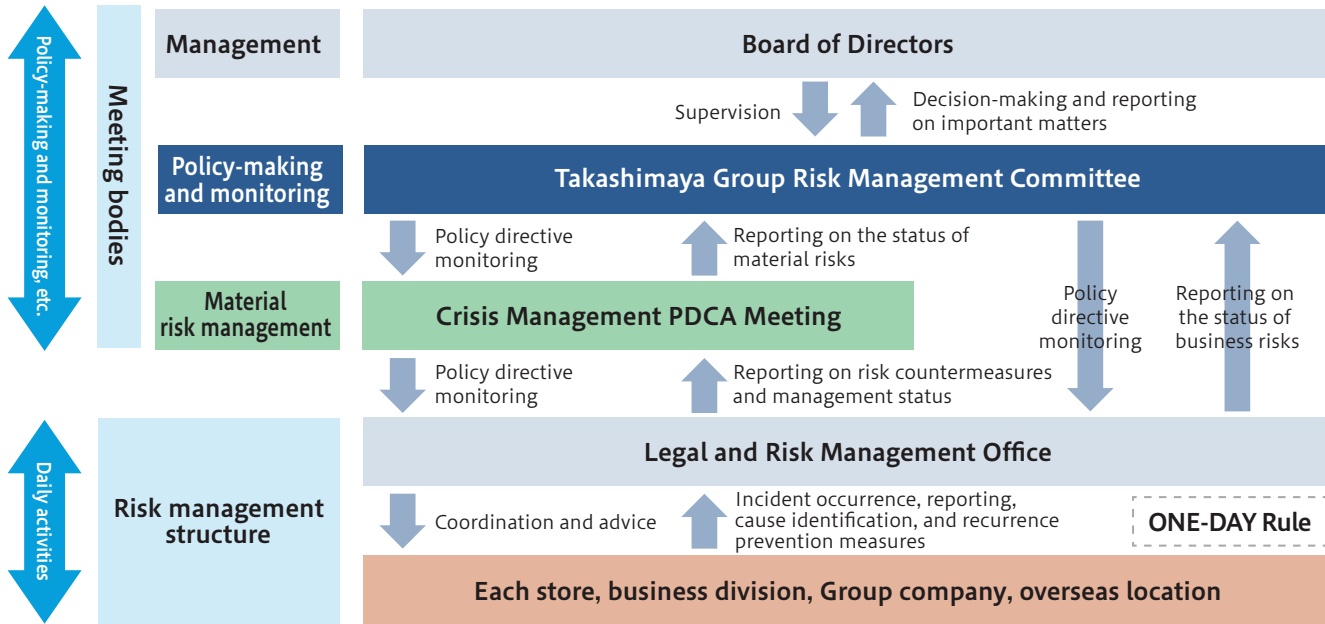 Policy-making and monitoring, etc.
Meeting bodies
Management
Board of Directors
Supervision
Decision-making and reporting
on important matters
Policy-making
and monitoring
Takashimaya Group Risk Management Committee
Policy directive
monitoring
Reporting on the status of
material risks
Policy
directive
monitoring
Reporting on
the status of
business risks
Material
risk management
Crisis Management PDCA Meeting
Policy directive
monitoring
Reporting on risk countermeasures
and management status
Daily activities
Risk management
structure
Legal and Risk Management Office
Coordination and advice
Incident occurrence, reporting,
cause identification, and recurrence
prevention measures
ONE-DAY Rule
Each store, business division, Group company, overseas location